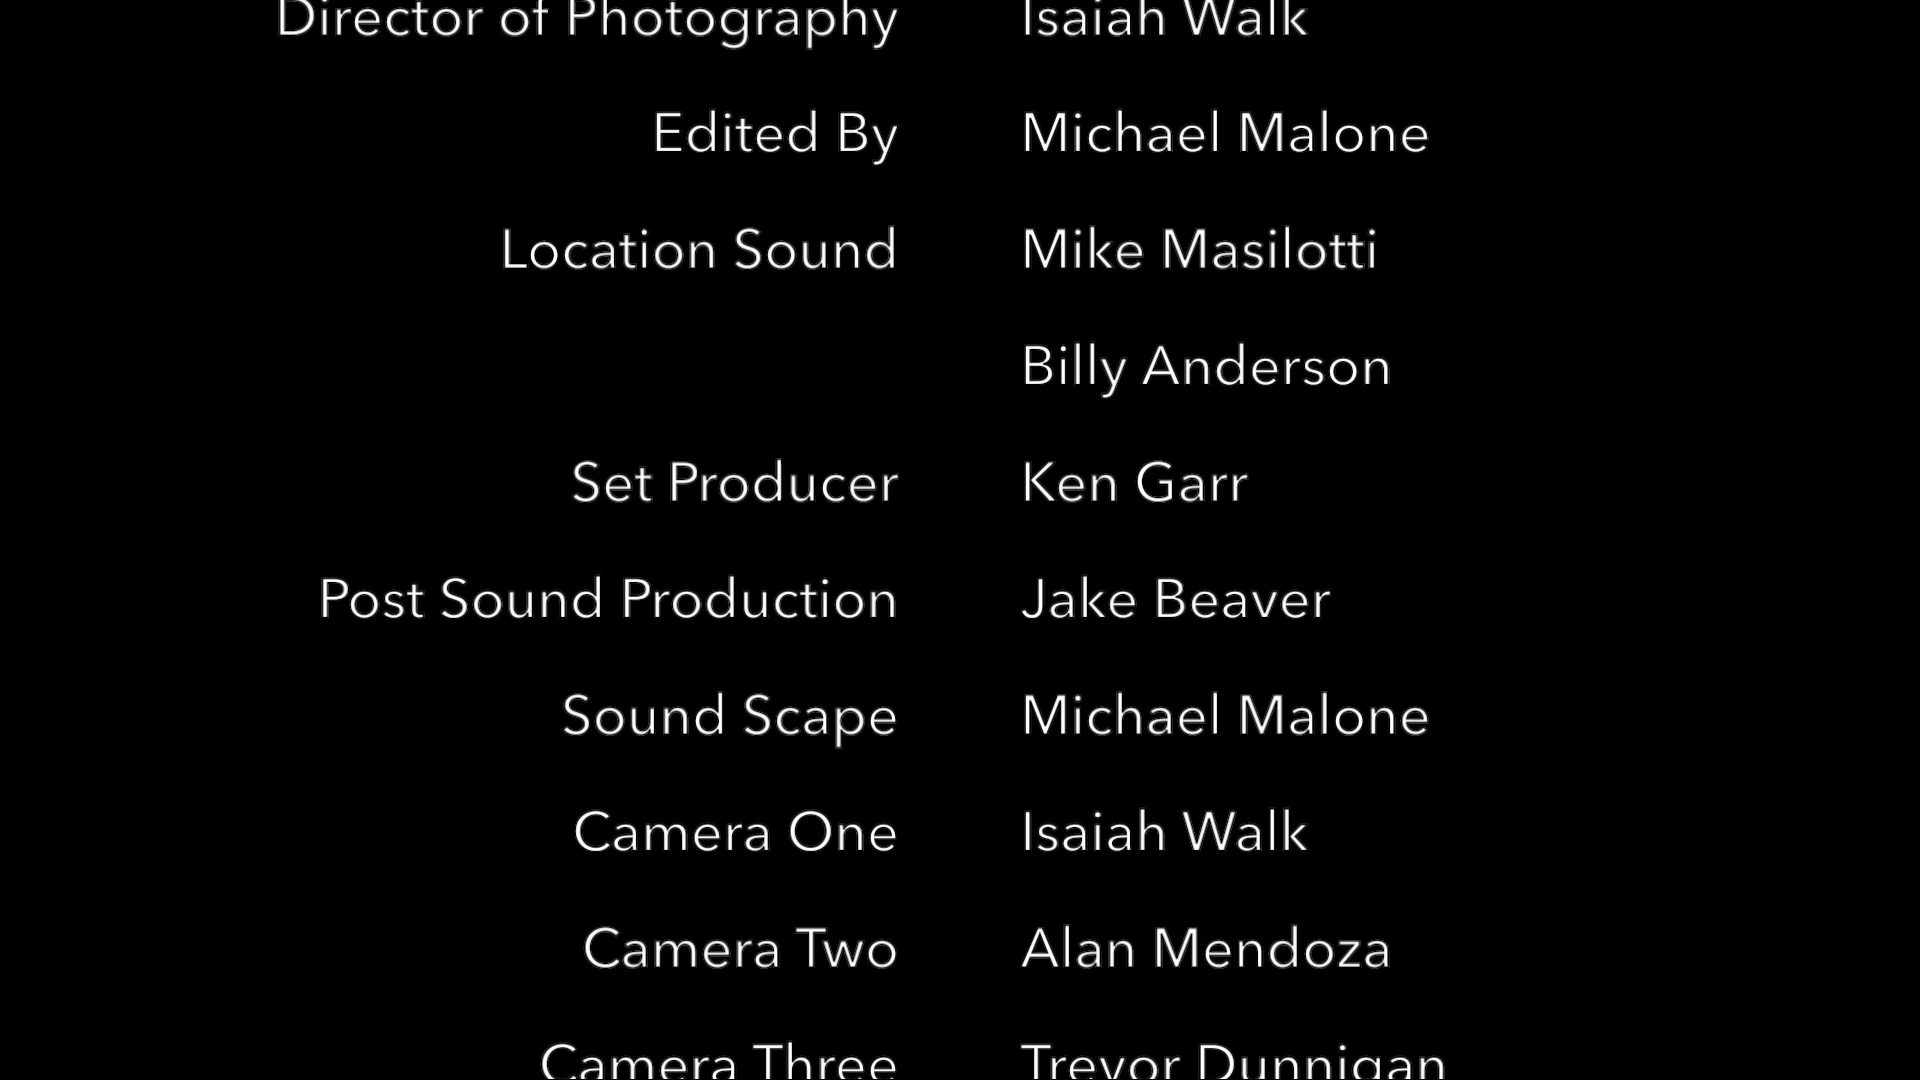 Director of Photography Isaiah Walk
Edited By Michael Malone
Location Sound Mike Masilotti
Billy Anderson
Set Producer Ken Garr
Post Sound Production Jake Beaver
Sound Scape Michael Malone
Camera One Isaiah Walk
Camera Two Alan Mendoza
Camera Three Trevor Dunnigan